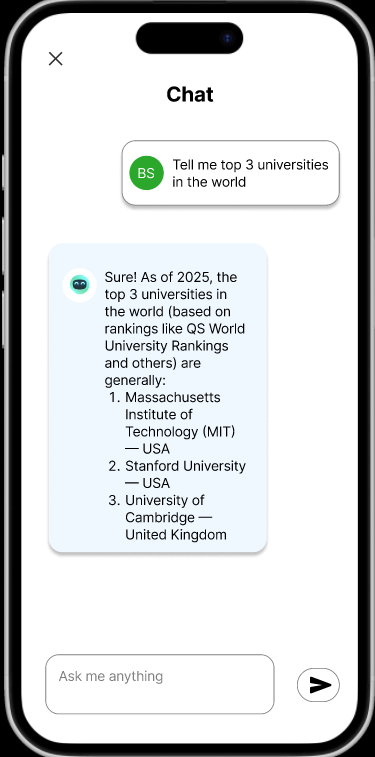 Chat
BS
Tell me top 3 universities
in the world
Sure! As of 2025, the
top 3 universities in
the world (based on
rankings like QS World
University Rankings
and others) are
generally:
1. Massachusetts
Institute of
Technology (MIT)
— USA
2. Stanford University
— USA
3. University of
Cambridge —
United Kingdom
Ask me anything